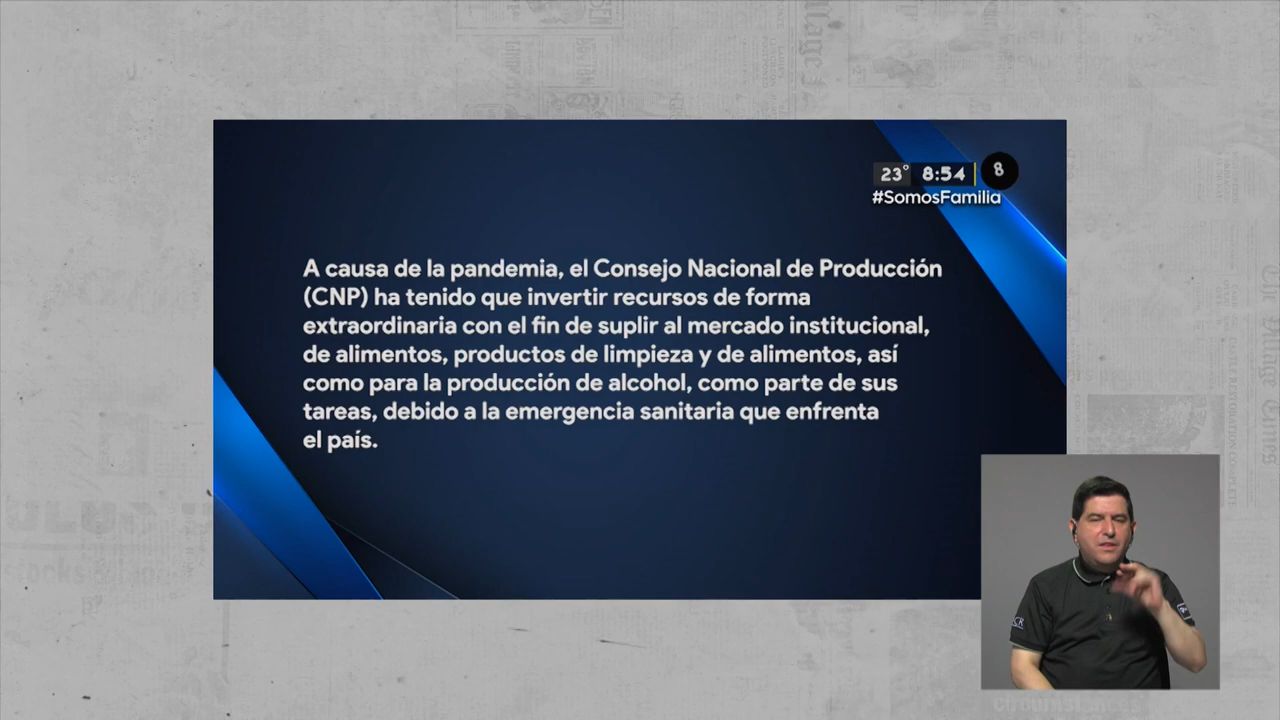 23° 8:54 8
#SomosFamilia
A causa de la pandemia, el Consejo Nacional de Producción
(CNP) ha tenido que invertir recursos de forma
extraordinaria con el fin de suplir al mercado institucional,
de alimentos, productos de limpieza y de alimentos, así
como para la producción de alcohol, como parte de sus
tareas, debido a la emergencia sanitaria que enfrenta
el país.
circumstances